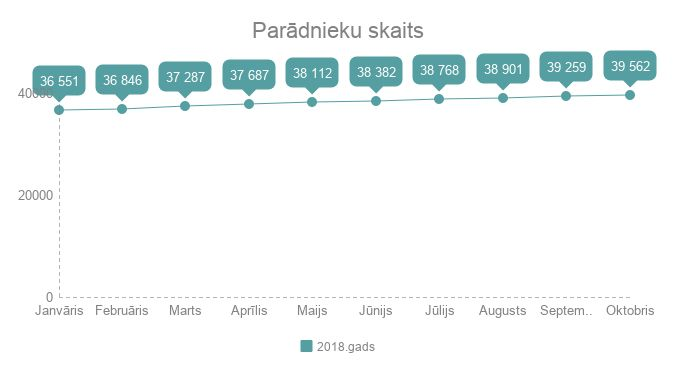 Parādnieku skaits
36 551 36 846 37 287 37 687 38 112 38 382 38 768 38 901 39 259 39 562
40000
20000
0
Janvāris Februāris Marts Aprīlis Maijs Jūnijs Jūlijs Augusts Septem.. Oktobris
2018.gads